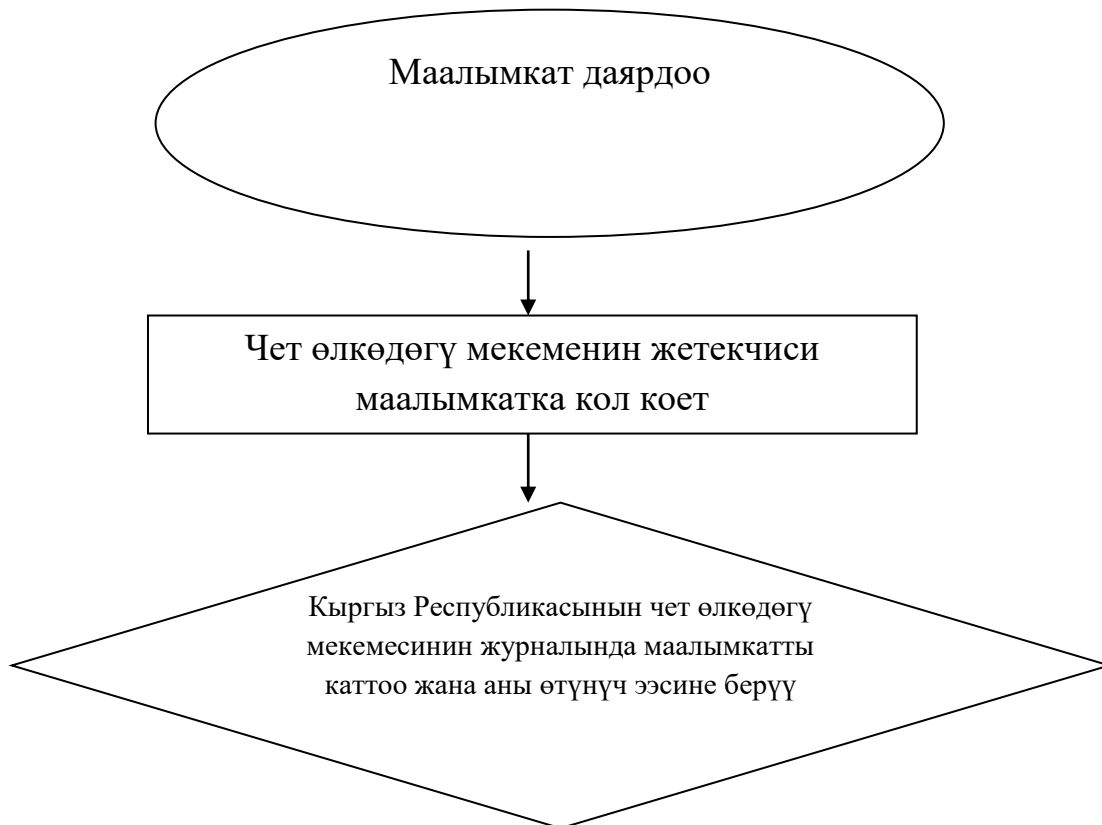 Маалымкат даярдоо
Чет өлкөдөгү мекеменин жетекчиси
маалымкатка кол коет
Кыргыз Республикасынын чет өлкөдөгү
мекемесинин журналында маалымкатты
каттоо жана аны өтүнүч ээсине берүү